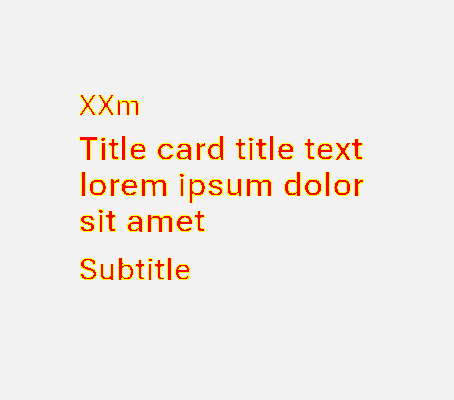 XXm
Title card title text
lorem ipsum dolor
sit amet
Subtitle